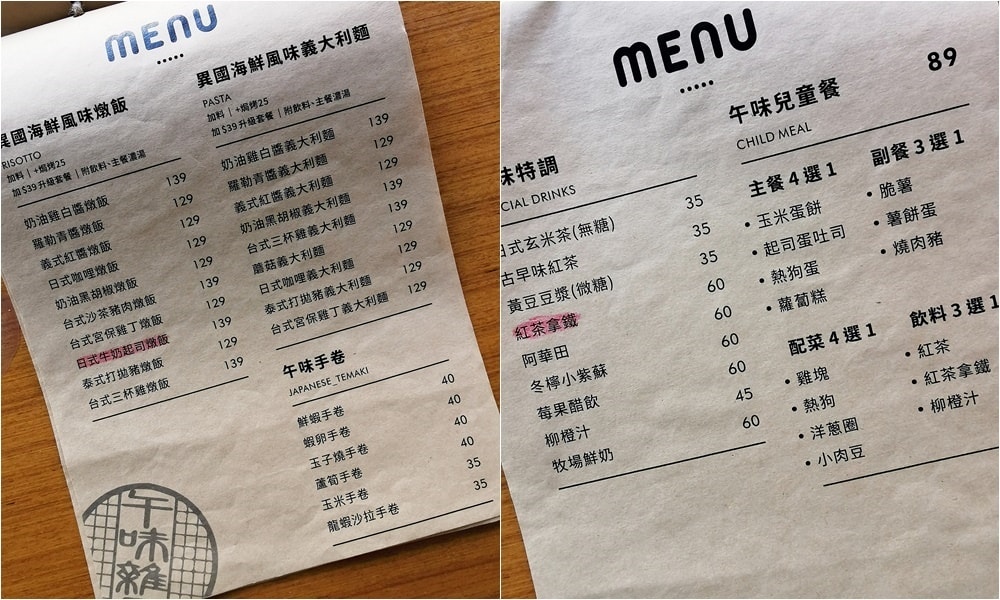 MENU
異國海鮮風味燉飯
RISOTTO
加料｜+焗烤25
加 $39 升級套餐｜附飲料、主餐濃湯
奶油雞白醬燉飯 139
羅勒青醬燉飯 129
義式紅醬燉飯 129
日式咖哩燉飯 129
奶油黑胡椒燉飯 129
台式沙茶豬肉燉飯 139
台式宮保雞丁燉飯 129
日式牛奶起司燉飯 139
泰式打拋豬燉飯 129
台式三杯雞燉飯 139
異國海鮮風味義大利麵
PASTA
加料｜+焗烤25
加 $39 升級套餐｜附飲料、主餐濃湯
奶油雞白醬義大利麵 139
羅勒青醬義大利麵 129
義式紅醬義大利麵 129
奶油黑胡椒義大利麵 129
台式三杯雞義大利麵 139
蘑菇義大利麵 129
日式咖哩義大利麵 129
泰式打拋豬義大利麵 129
台式宮保雞丁義大利麵 129
午味手卷
JAPANESE_TEMAKI
鮮蝦手卷 40
蝦卵手卷 40
玉子燒手卷 40
蘆筍手卷 40
玉米手卷 35
龍蝦沙拉手卷 35
午味雜
MENU
味特調
CIAL DRINKS
日式玄米茶(無糖) 35
古早味紅茶 35
黃豆豆漿(微糖) 35
紅茶拿鐵 60
阿華田 60
冬檸小紫蘇 60
莓果醋飲 60
柳橙汁 45
牧場鮮奶 60
午味兒童餐 89
CHILD MEAL
主餐 4 選 1
• 玉米蛋餅
• 起司蛋吐司
• 熱狗蛋
• 蘿蔔糕
副餐 3 選 1
• 脆薯
• 薯餅蛋
• 燒肉豬
配菜 4 選 1
• 雞塊
• 熱狗
• 洋蔥圈
• 小肉豆
飲料 3 選 1
• 紅茶
• 紅茶拿鐵
• 柳橙汁